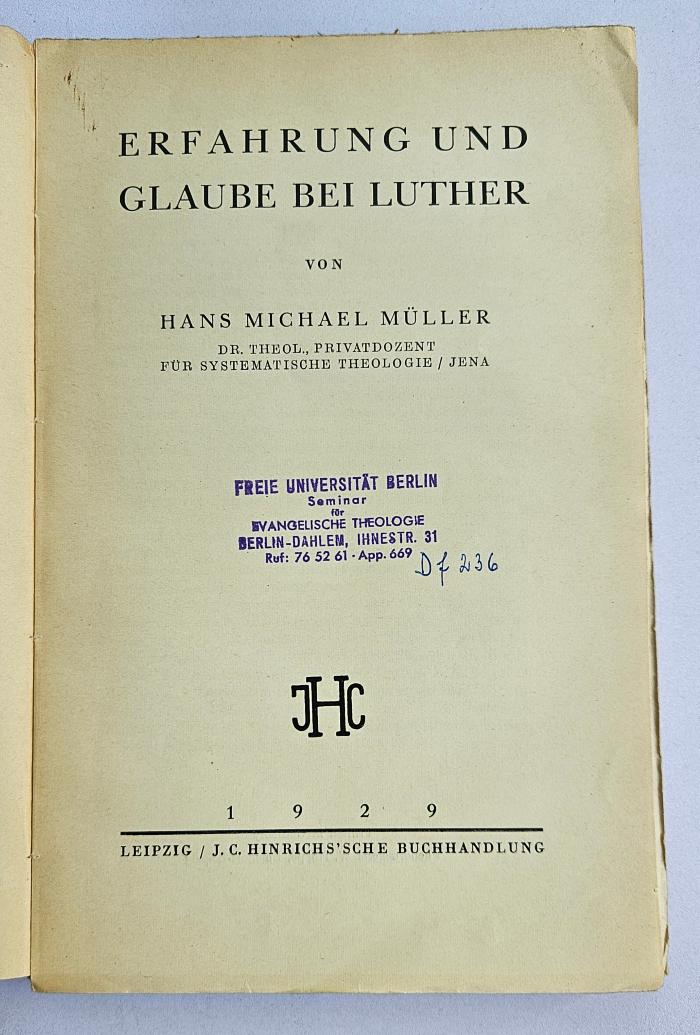 ERFAHRUNG UND
GLAUBE BEI LUTHER
VON
HANS MICHAEL MÜLLER
DR. THEOL., PRIVATDOZENT
FÜR SYSTEMATISCHE THEOLOGIE / JENA
FREIE UNIVERSITÄT BERLIN
Seminar
für
EVANGELISCHE THEOLOGIE
BERLIN-DAHLEM, IHNESTR. 31
Ruf: 76 52 61 · App. 669
Df 236
JHC
1 9 2 9
LEIPZIG / J. C. HINRICHS'SCHE BUCHHANDLUNG